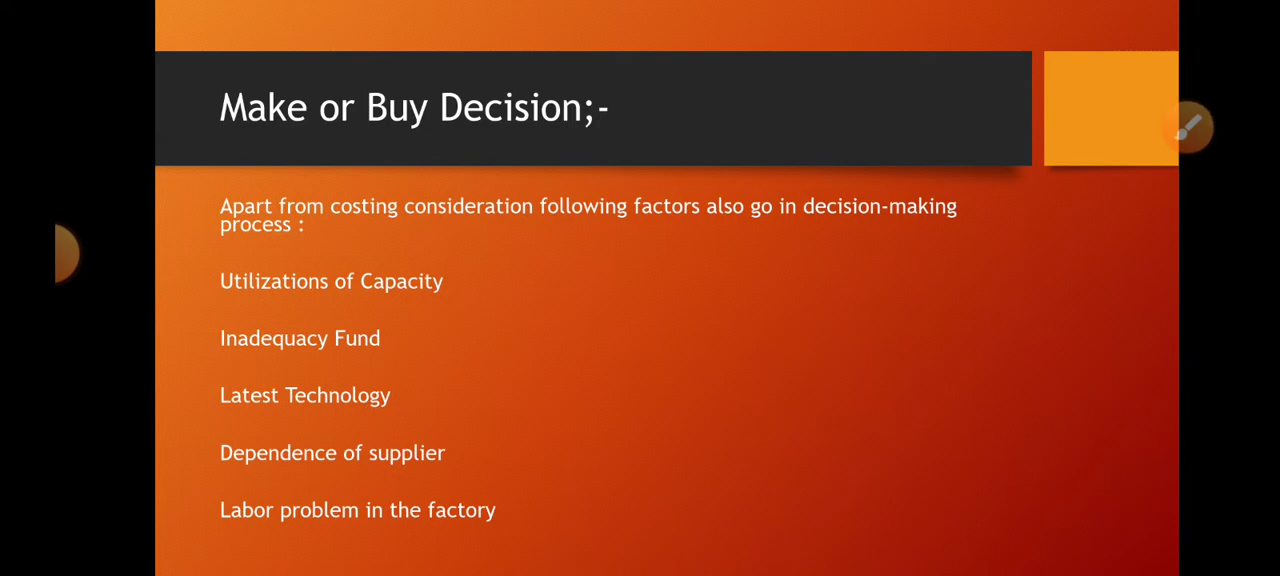 Make or Buy Decision;-
Apart from costing consideration following factors also go in decision-making
process :
Utilizations of Capacity
Inadequacy Fund
Latest Technology
Dependence of supplier
Labor problem in the factory